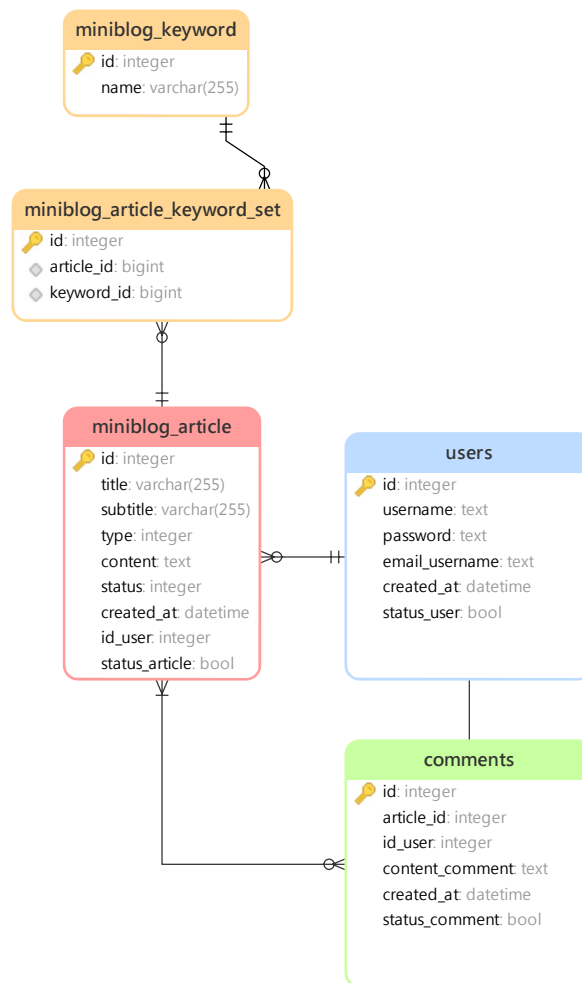 miniblog_keyword
id: integer
name: varchar(255)
miniblog_article_keyword_set
id: integer
article_id: bigint
keyword_id: bigint
miniblog_article
id: integer
title: varchar(255)
subtitle: varchar(255)
type: integer
content: text
status: integer
created_at: datetime
id_user: integer
status_article: bool
users
id: integer
username: text
password: text
email_username: text
created_at: datetime
status_user: bool
comments
id: integer
article_id: integer
id_user: integer
content_comment: text
created_at: datetime
status_comment: bool